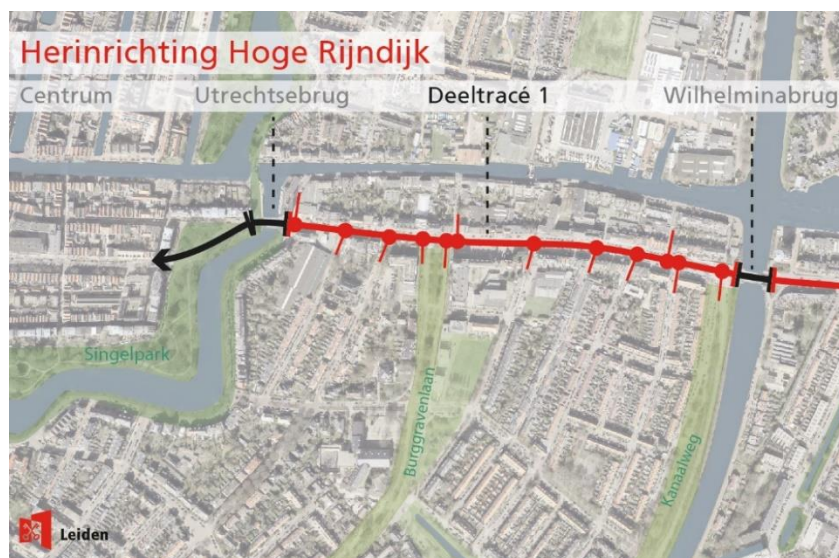 Herinrichting Hoge Rijndijk
Centrum Utrechtsebrug Deeltracé 1 Wilhelminabrug
Singelpark
Burggravenlaan
Kanaalweg
Leiden